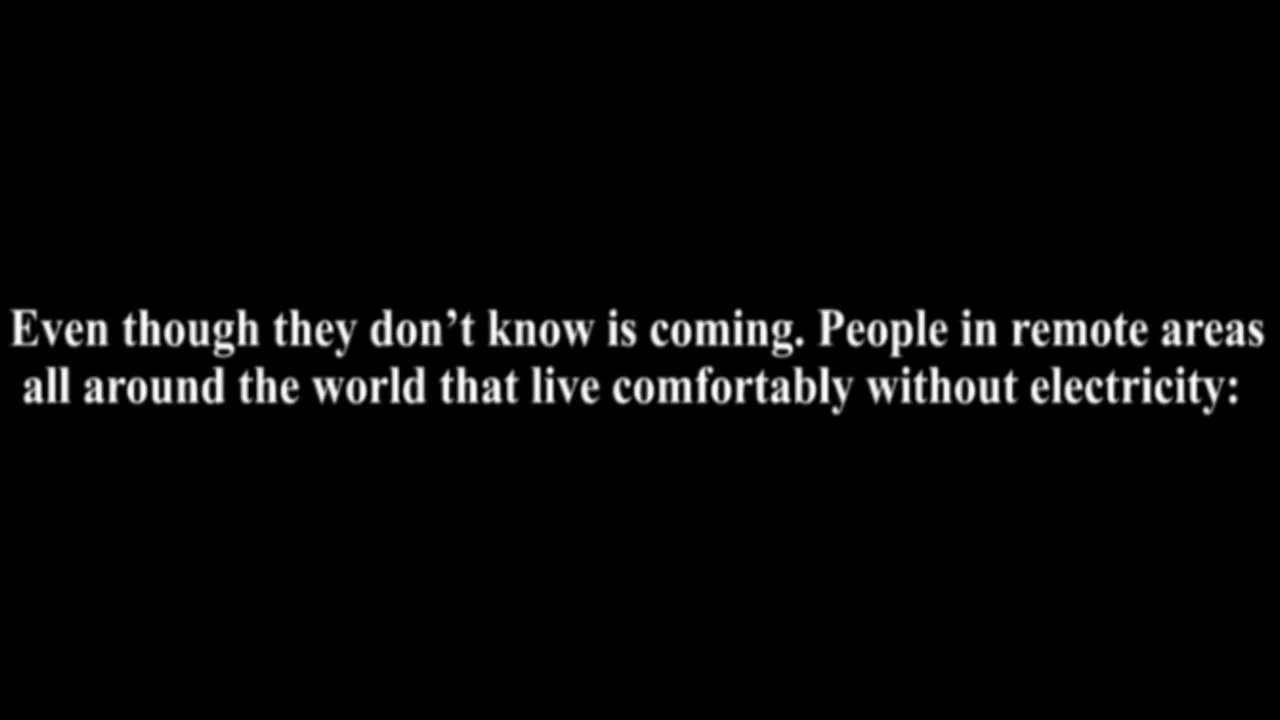 Even though they don’t know is coming. People in remote areas
all around the world that live comfortably without electricity: